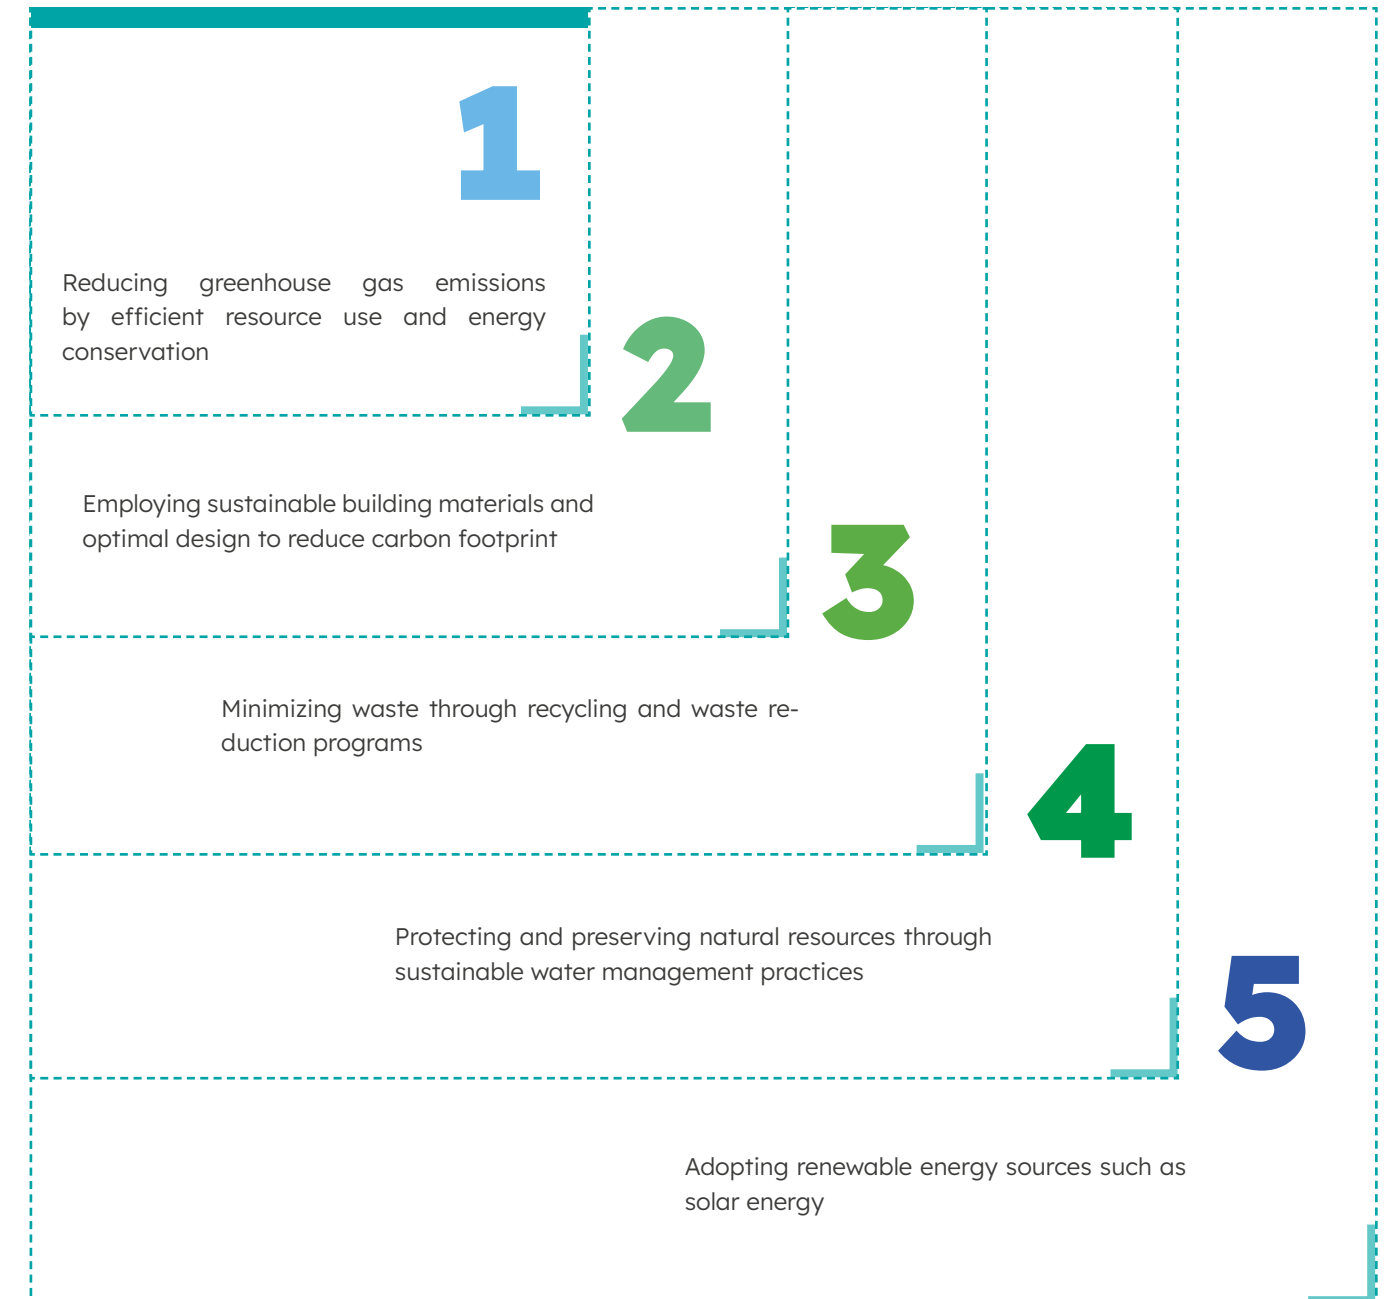 1
Reducing greenhouse gas emissions
by efficient resource use and energy
conservation
2
Employing sustainable building materials and
optimal design to reduce carbon footprint
3
Minimizing waste through recycling and waste re-
duction programs
4
Protecting and preserving natural resources through
sustainable water management practices
5
Adopting renewable energy sources such as
solar energy